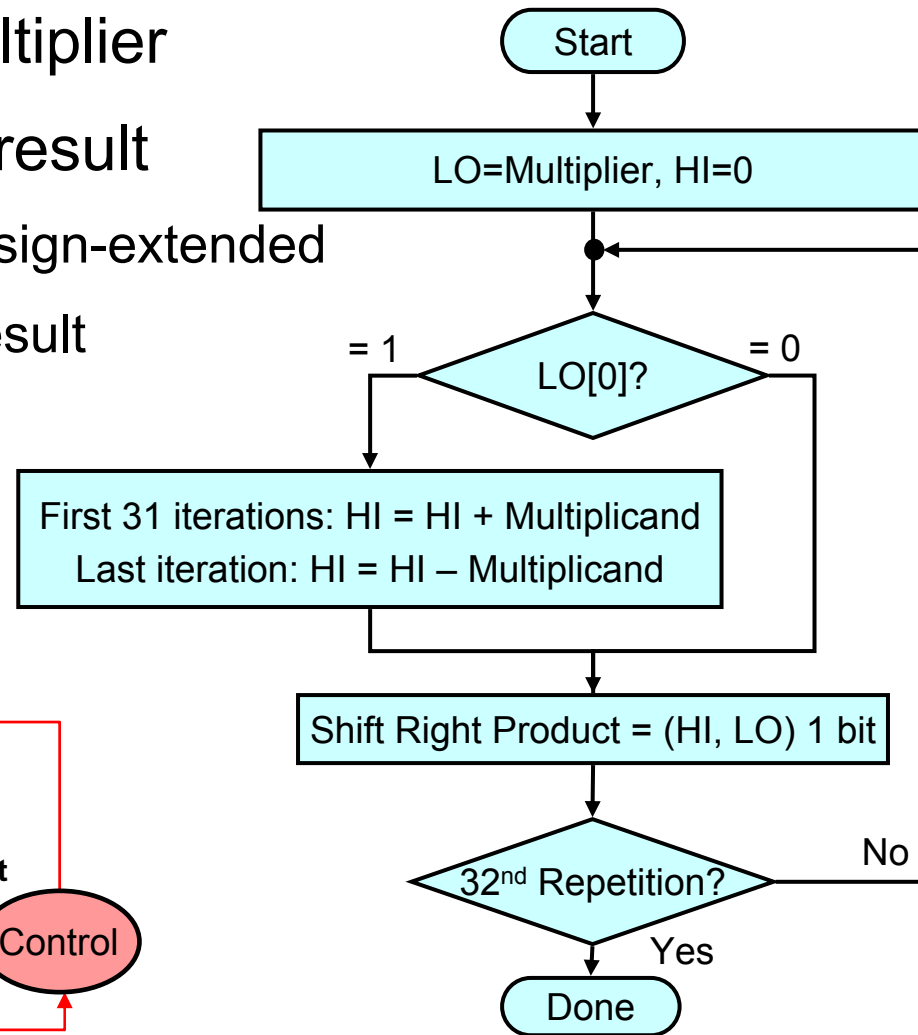 ltiplier
result
sign-extended
esult
Start
LO=Multiplier, HI=0
= 1
= 0
LO[0]?
First 31 iterations: HI = HI + Multiplicand
Last iteration: HI = HI – Multiplicand
Shift Right Product = (HI, LO) 1 bit
32nd Repetition?
No
Yes
Done
t
Control